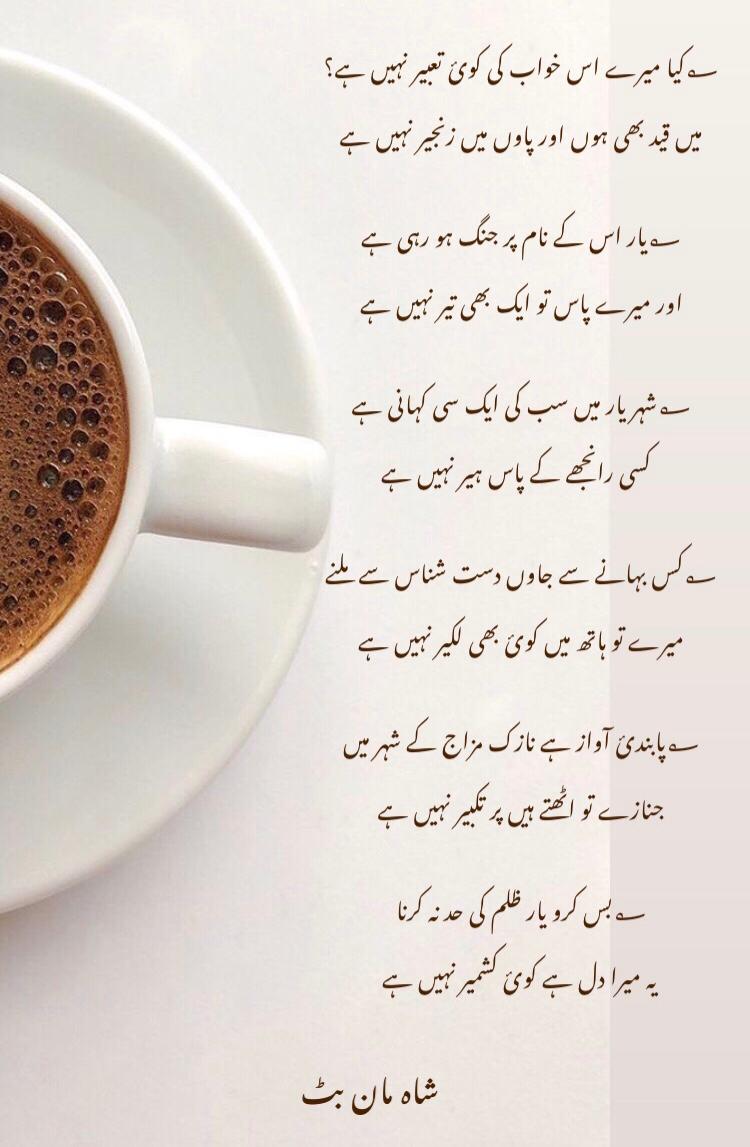 ؎کیا میرے اس خواب کی کوئ تعبیر نہیں ہے؟
میں قید بھی ہوں اور پاوں میں زنجیر نہیں ہے
؎یار اس کے نام پر جنگ ہو رہی ہے
اور میرے پاس تو ایک بھی تیر نہیں ہے
؎شہر یار میں سب کی ایک سی کہانی ہے
کسی رانجھے کے پاس ہیر نہیں ہے
؎کس بہانے سے جاوں دست شناس سے ملنے
میرے تو ہاتھ میں کوئ بھی لکیر نہیں ہے
؎پابندئ آواز ہے نازک مزاج کے شہر میں
جنازے تو اٹھتے ہیں پر تکبیر نہیں ہے
؎بس کرو یار ظلم کی حد نہ کرنا
یہ میرا دل ہے کوئ کشمیر نہیں ہے
شاہ مان بٹ